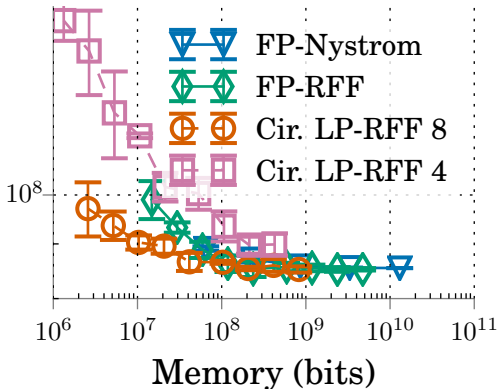 FP-Nystrom
FP-RFF
Cir. LP-RFF 8
Cir. LP-RFF 4
10^8
10^6 10^7 10^8 10^9 10^10 10^11
Memory (bits)